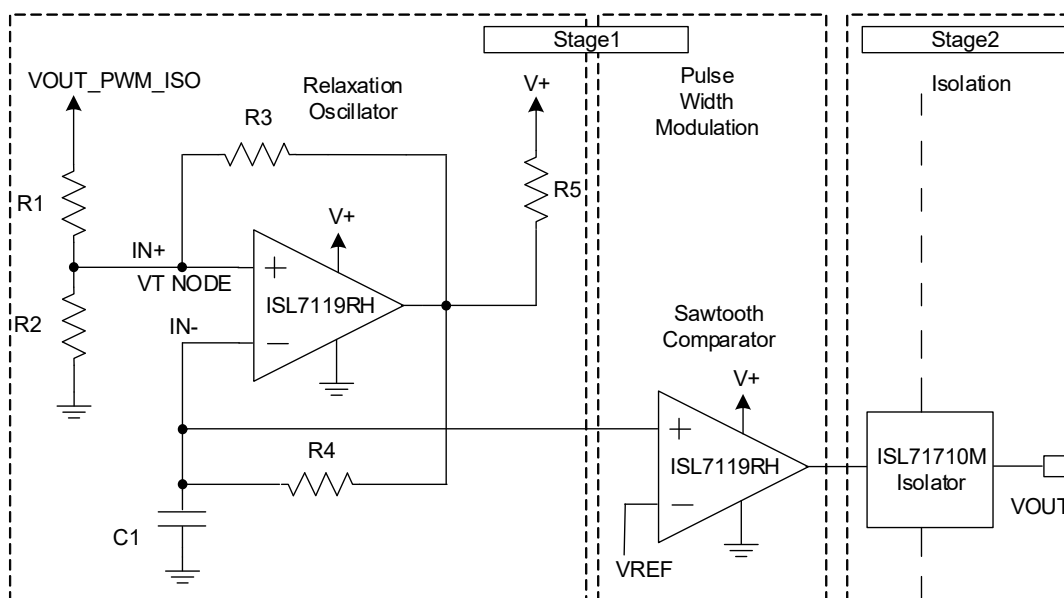 Stage1
Stage2
VOUT_PWM_ISO
Relaxation
Oscillator
V+
Pulse
Width
Modulation
Isolation
R3
R1
R5
V+
IN+
VT NODE
+
ISL7119RH
R2
IN-
−
Sawtooth
Comparator
V+
R4
+
ISL7119RH
−
ISL71710M
Isolator
C1
VREF
VOUT